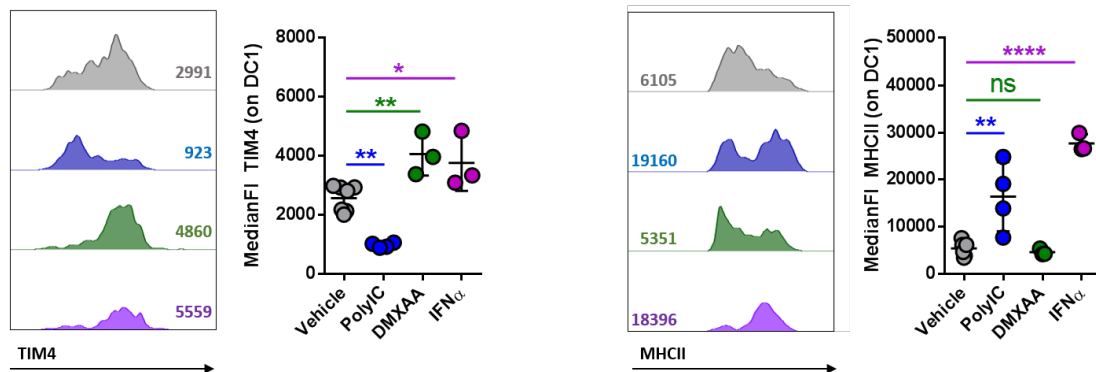 2991
923
4860
5559
TIM4
MedianFI TIM4 (on DC1)
8000
6000
4000
2000
0
*
**
**
Vehicle
PolyIC
DMXAA
IFNα
6105
19160
5351
18396
MHCII
MedianFI MHCII (on DC1)
50000
40000
30000
20000
10000
0
****
ns
**
Vehicle
PolyIC
DMXAA
IFNα